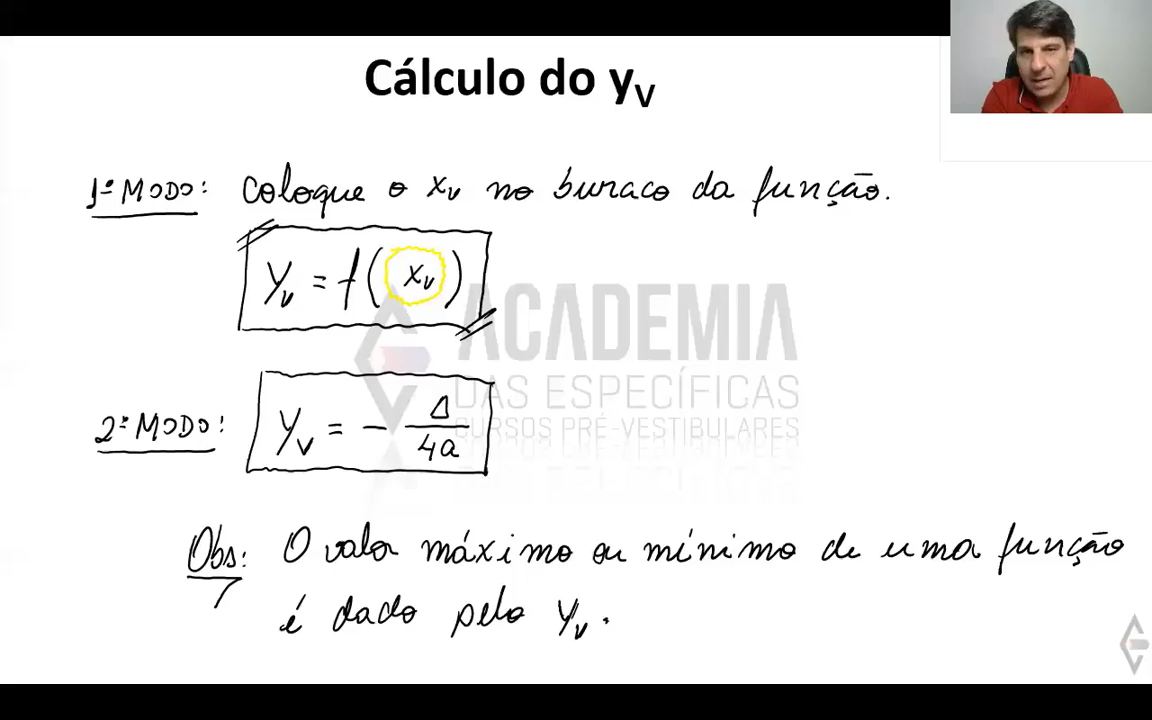 Cálculo do yV
1º MODO: coloque o xv no buraco da função.
yv = f(xv)
ACADEMIA
DAS ESPECÍFICAS
CURSOS PRÉ-VESTIBULARES
2º MODO: yv = - Δ/4a
Obs: O valor máximo ou mínimo de uma função
é dado pelo yv.